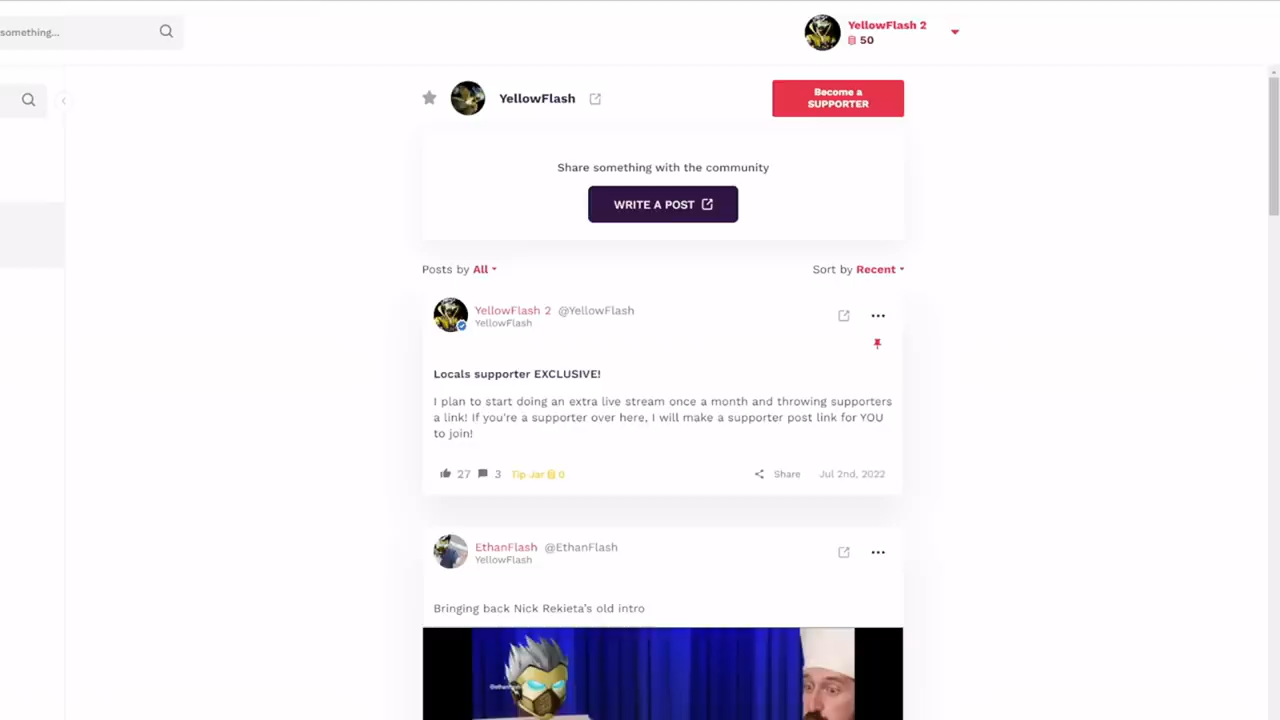 something...
YellowFlash 2
50
YellowFlash
Become a
SUPPORTER
Share something with the community
WRITE A POST
Posts by All
Sort by Recent
YellowFlash 2 @YellowFlash
YellowFlash
Locals supporter EXCLUSIVE!
I plan to start doing an extra live stream once a month and throwing supporters
a link! If you're a supporter over here, I will make a supporter post link for YOU
to join!
27 3 Tip Jar 0 Share Jul 2nd, 2022
EthanFlash @EthanFlash
YellowFlash
Bringing back Nick Rekieta's old intro